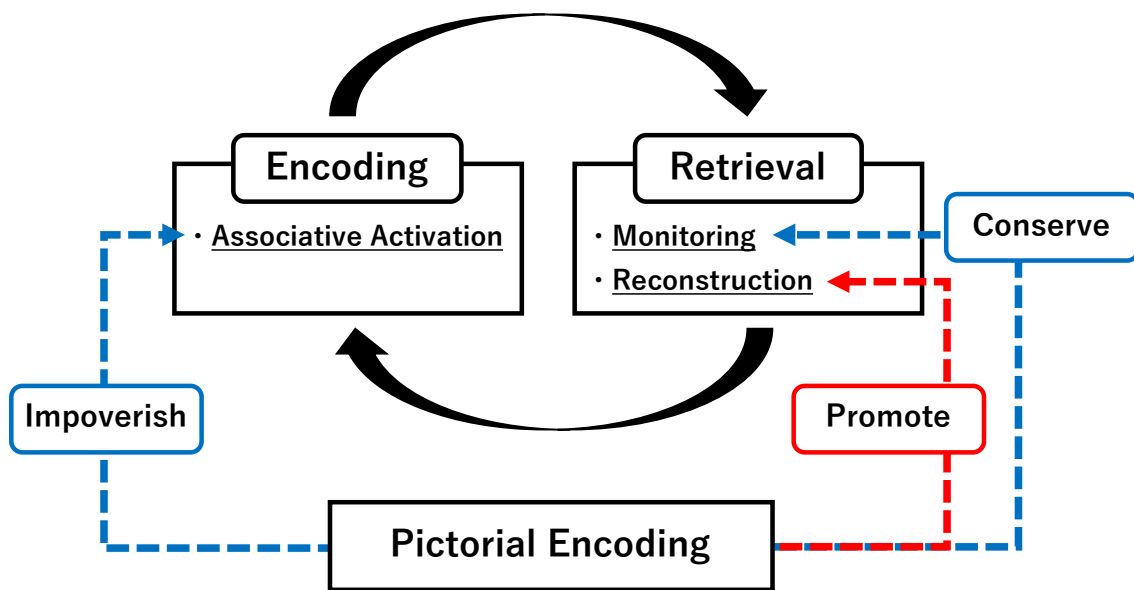 Encoding
Retrieval
・Associative Activation
・Monitoring
・Reconstruction
Conserve
Impoverish
Promote
Pictorial Encoding